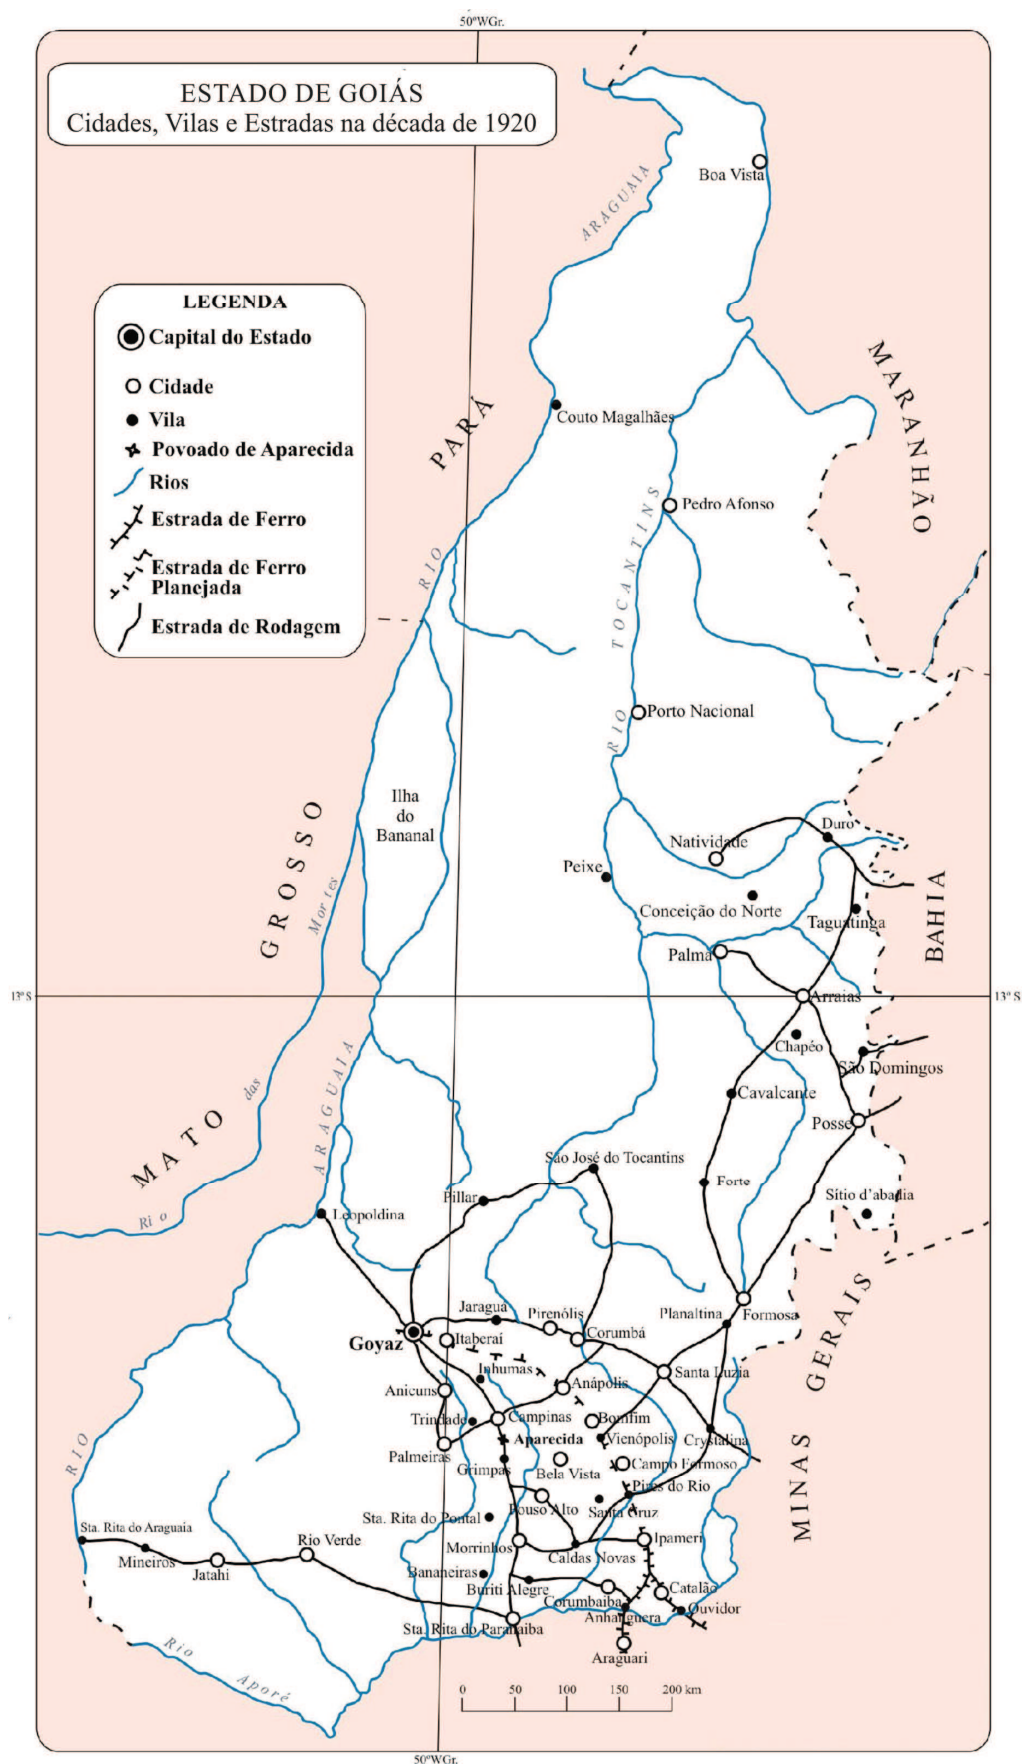 50ºWGr.
ESTADO DE GOIÁS
Cidades, Vilas e Estradas na década de 1920
Boa Vista
ARAGUAIA
LEGENDA
Capital do Estado
Cidade
Vila
Povoado de Aparecida
Rios
Estrada de Ferro
Estrada de Ferro
Planejada
Estrada de Rodagem
MARANHÃO
PARÁ
Couto Magalhães
Pedro Afonso
RIO
TOCANTINS
RIO
Porto Nacional
Ilha
do
Bananal
GROSSO
Mortes
Duro
Natividade
Peixe
Conceição do Norte
Taguatinga
BAHIA
Palma
13º S
Arraias
13º S
Chapéo
São Domingos
ARAGUAIA
das
Cavalcante
MATO
Posse
São José do Tocantins
Forte
Pillar
Sítio d'abadia
Rio
Leopoldina
Jaraguá
Pirenôlis
Planaltina
Formosa
Goyaz
Itaberaí
Corumbá
GERAIS
Inhumas
Santa Luzia
Anicuns
Anápolis
Trindade
Campinas
Bomfim
RIO
Aparecida
Vienópolis
Crystalina
Palmeiras
Grimpas
Bela Vista
Campo Formoso
MINAS
Pires do Rio
Pouso Alto
Santa Cruz
Sta. Rita do Pontal
Sta. Rita do Araguaia
Rio Verde
Morrinhos
Ipameri
Mineiros
Jatahi
Caldas Novas
Bananeiras
Buriti Alegre
Catalão
Corumbaiba
Ouvidor
Anhanguera
Sta. Rita do Paranaiba
Rio
Aporé
Araguari
0 50 100 150 200 km
50ºWGr.